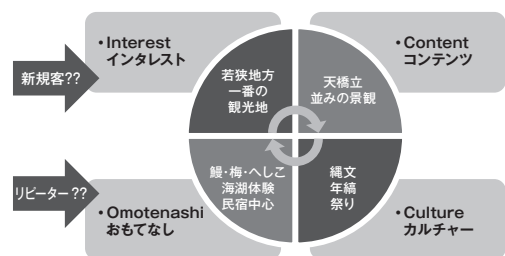 ・Interest
インタレスト
・Content
コンテンツ
新規客??
若狭地方
一番の
観光地
天橋立
並みの景観
リピーター??
鰻・梅・へしこ
海湖体験
民宿中心
縄文
年縞
祭り
・Omotenashi
おもてなし
・Culture
カルチャー